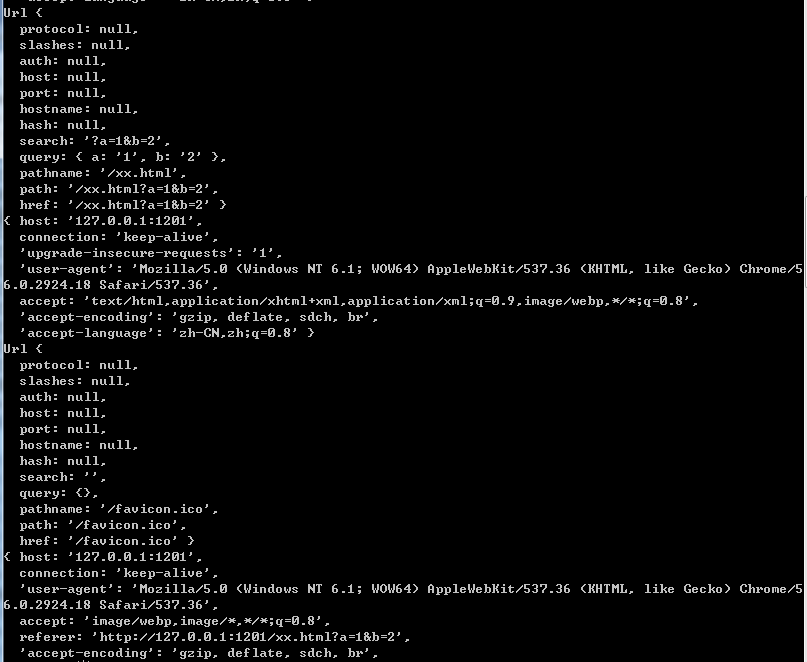 Url {
  protocol: null,
  slashes: null,
  auth: null,
  host: null,
  port: null,
  hostname: null,
  hash: null,
  search: '?a=1&b=2',
  query: { a: '1', b: '2' },
  pathname: '/xx.html',
  path: '/xx.html?a=1&b=2',
  href: '/xx.html?a=1&b=2' }
{ host: '127.0.0.1:1201',
  connection: 'keep-alive',
  'upgrade-insecure-requests': '1',
  'user-agent': 'Mozilla/5.0 (Windows NT 6.1; WOW64) AppleWebKit/537.36 (KHTML, like Gecko) Chrome/5
6.0.2924.18 Safari/537.36',
  accept: 'text/html,application/xhtml+xml,application/xml;q=0.9,image/webp,*/*;q=0.8',
  'accept-encoding': 'gzip, deflate, sdch, br',
  'accept-language': 'zh-CN,zh;q=0.8' }
Url {
  protocol: null,
  slashes: null,
  auth: null,
  host: null,
  port: null,
  hostname: null,
  hash: null,
  search: '',
  query: {},
  pathname: '/favicon.ico',
  path: '/favicon.ico',
  href: '/favicon.ico' }
{ host: '127.0.0.1:1201',
  connection: 'keep-alive',
  'user-agent': 'Mozilla/5.0 (Windows NT 6.1; WOW64) AppleWebKit/537.36 (KHTML, like Gecko) Chrome/5
6.0.2924.18 Safari/537.36',
  accept: 'image/webp,image/*,*/*;q=0.8',
  referer: 'http://127.0.0.1:1201/xx.html?a=1&b=2',
  'accept-encoding': 'gzip, deflate, sdch, br',